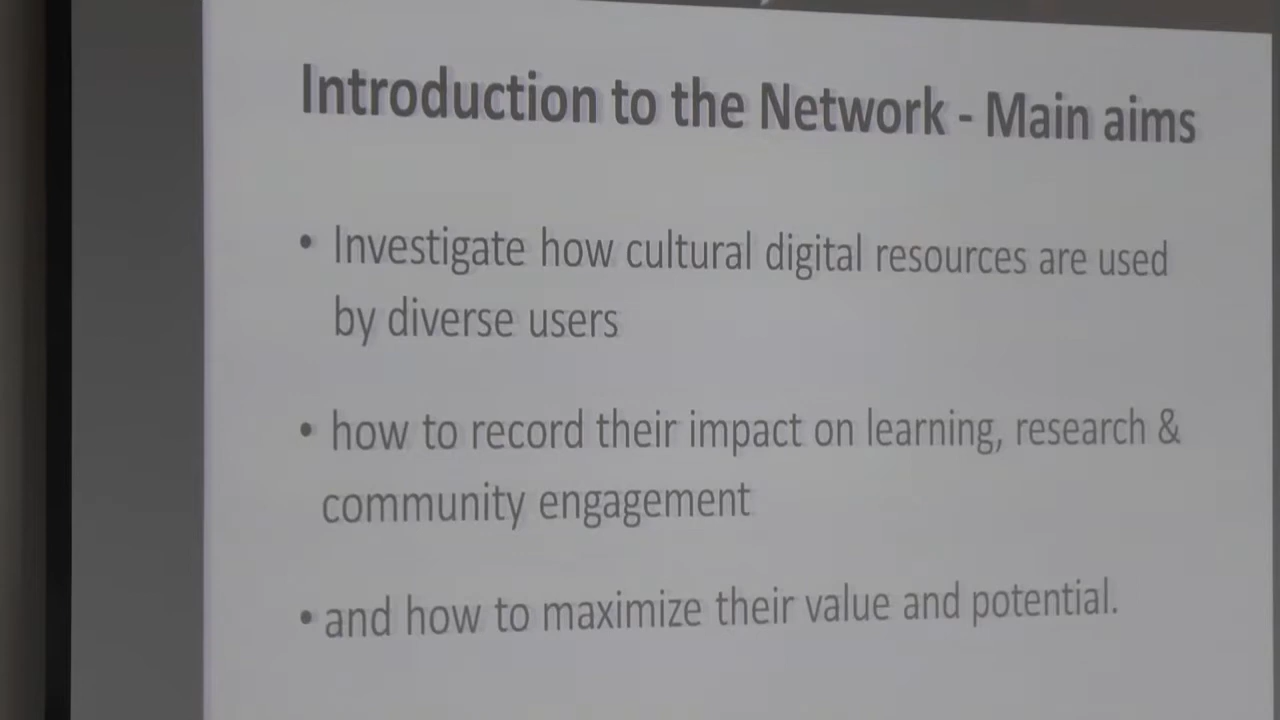 Introduction to the Network - Main aims
• Investigate how cultural digital resources are used
by diverse users
• how to record their impact on learning, research &
community engagement
• and how to maximize their value and potential.